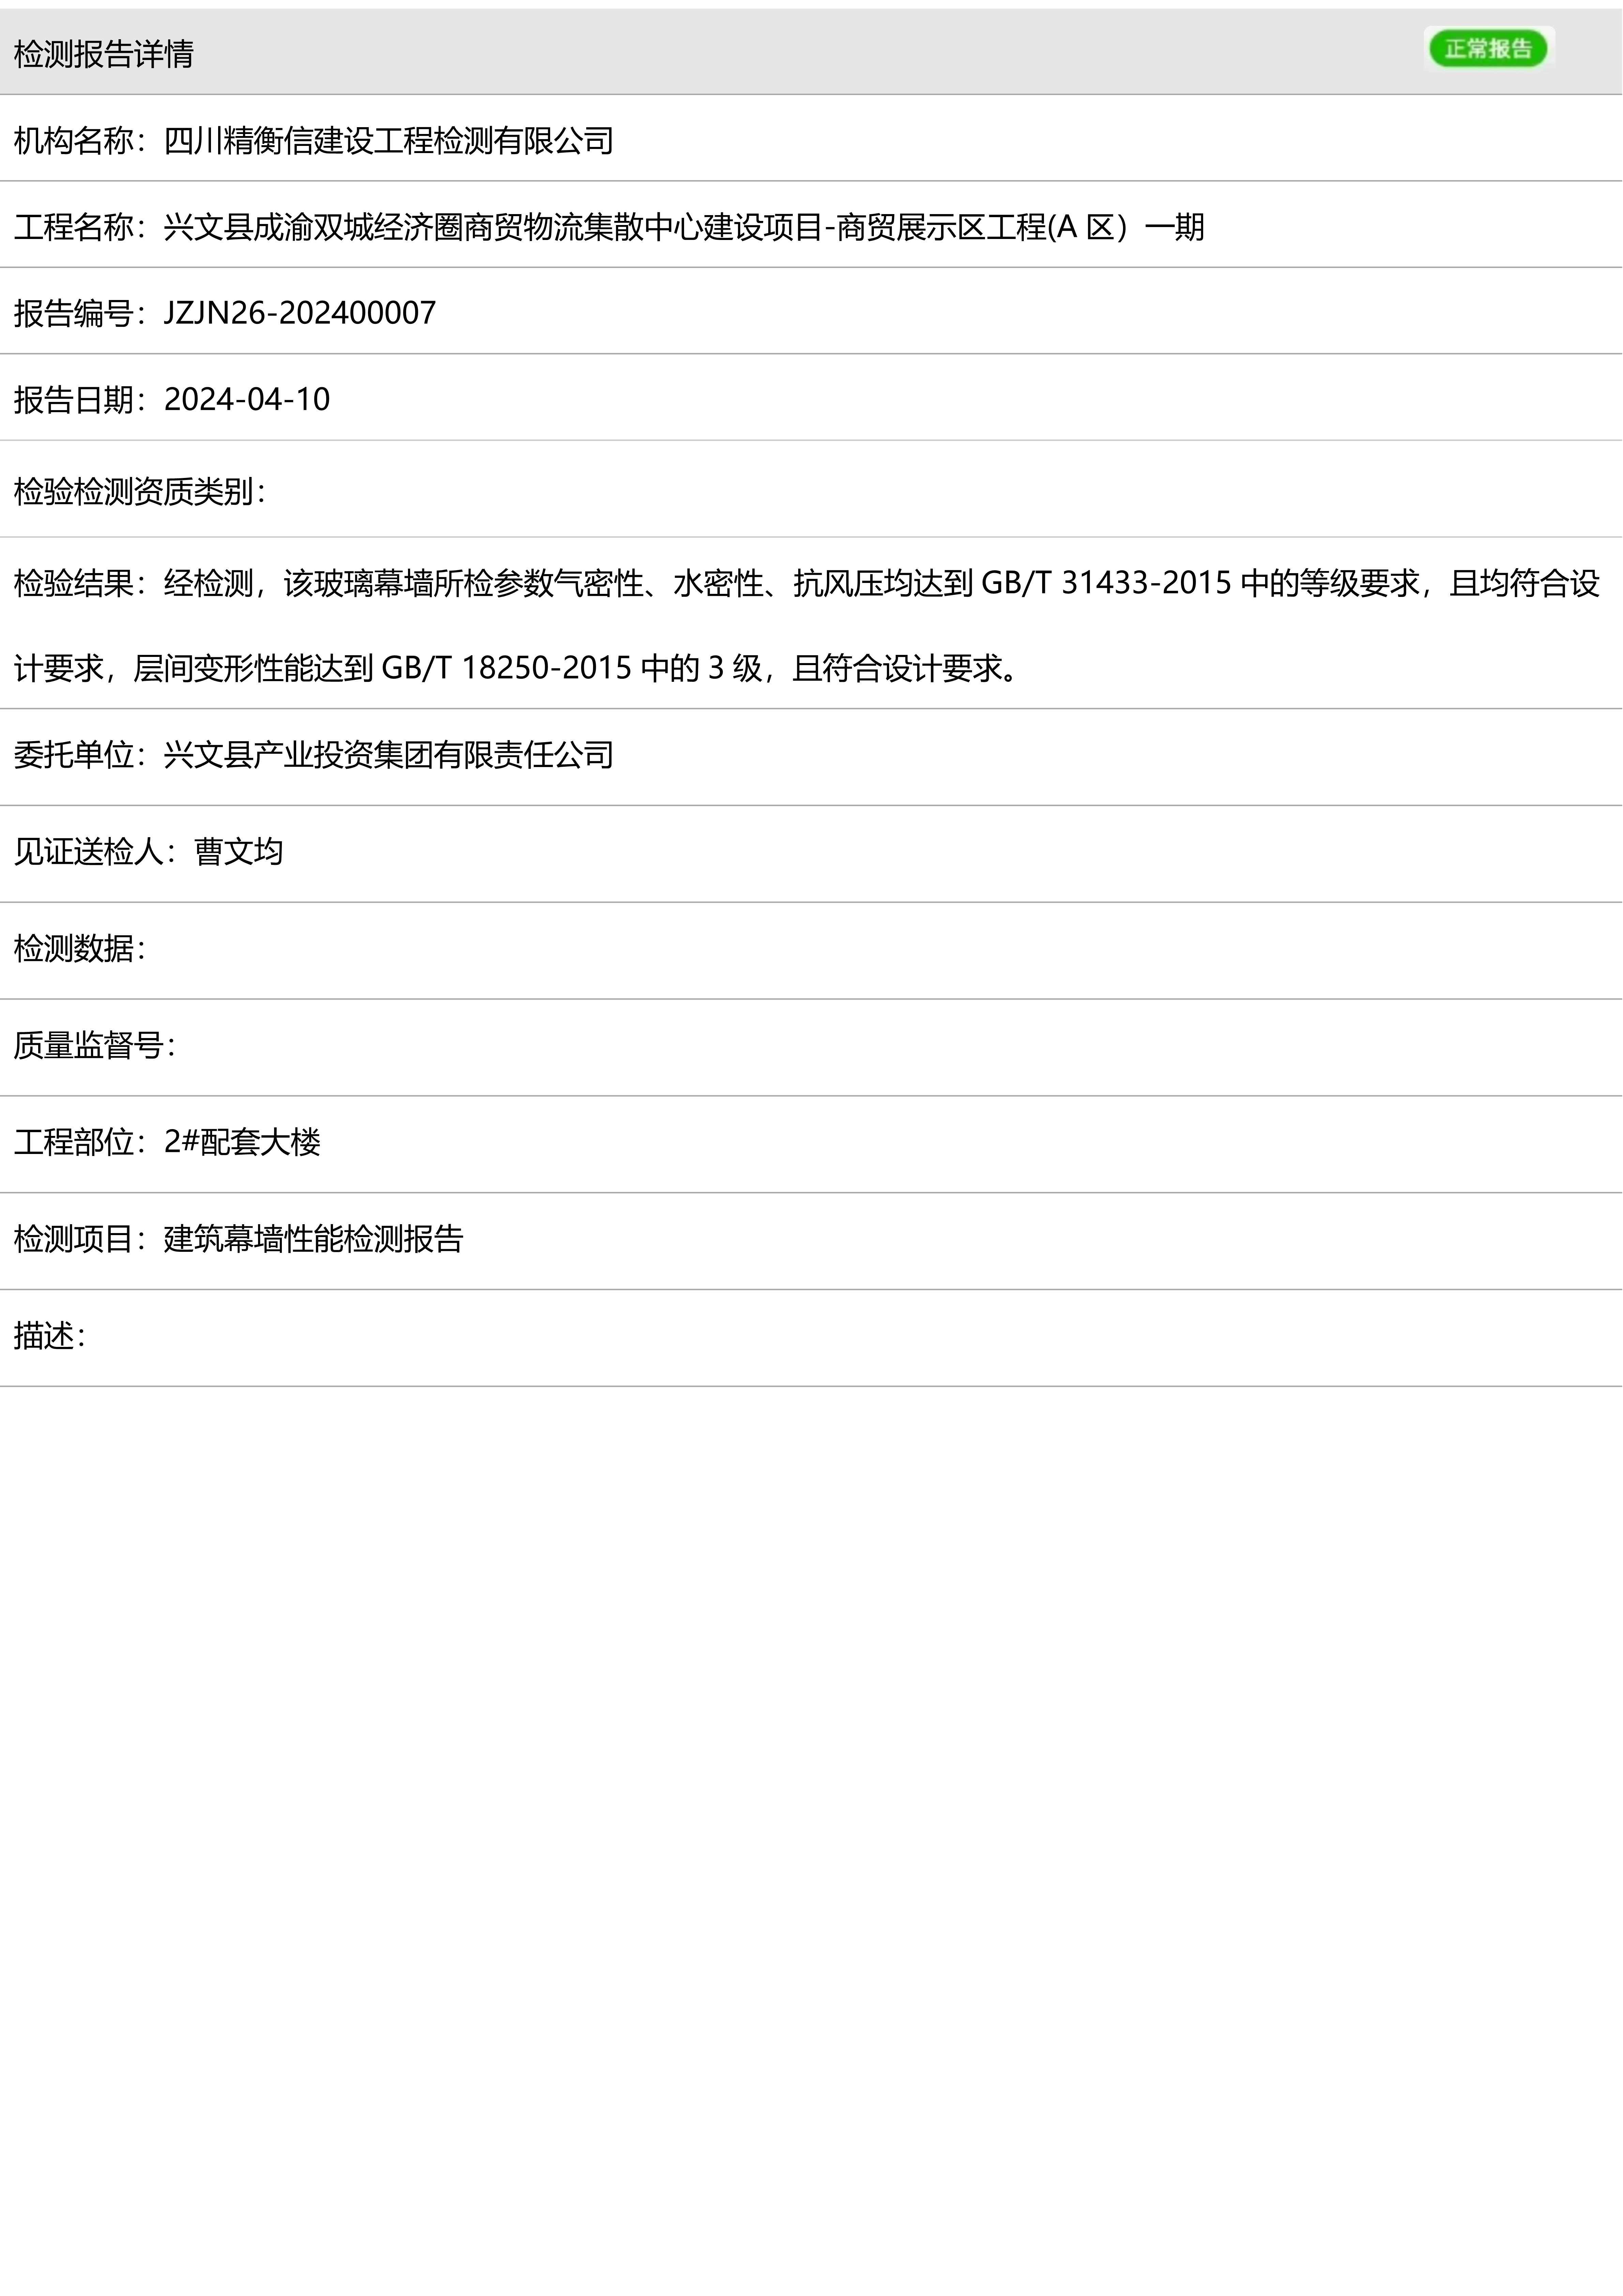 检测报告详情 正常报告
机构名称：四川精衡信建设工程检测有限公司
工程名称：兴文县成渝双城经济圈商贸物流集散中心建设项目-商贸展示区工程(A 区）一期
报告编号：JZJN26-202400007
报告日期：2024-04-10
检验检测资质类别：
检验结果：经检测，该玻璃幕墙所检参数气密性、水密性、抗风压均达到 GB/T 31433-2015 中的等级要求，且均符合设
计要求，层间变形性能达到 GB/T 18250-2015 中的 3 级，且符合设计要求。
委托单位：兴文县产业投资集团有限责任公司
见证送检人：曹文均
检测数据：
质量监督号：
工程部位：2#配套大楼
检测项目：建筑幕墙性能检测报告
描述：